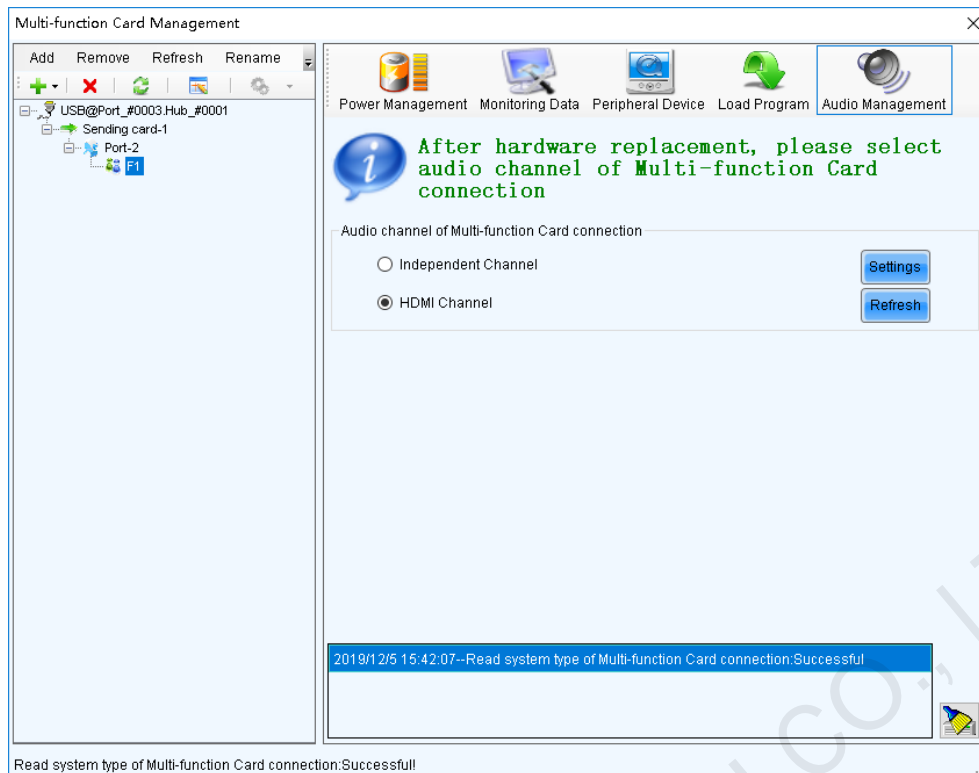 Multi-function Card Management
Add Remove Refresh Rename
USB@Port_#0003.Hub_#0001
Sending card-1
Port-2
F1
Power Management Monitoring Data Peripheral Device Load Program Audio Management
After hardware replacement, please select
audio channel of Multi-function Card
connection
Audio channel of Multi-function Card connection
Independent Channel
Settings
HDMI Channel
Refresh
2019/12/5 15:42:07--Read system type of Multi-function Card connection:Successful
Read system type of Multi-function Card connection:Successful!
CO.,